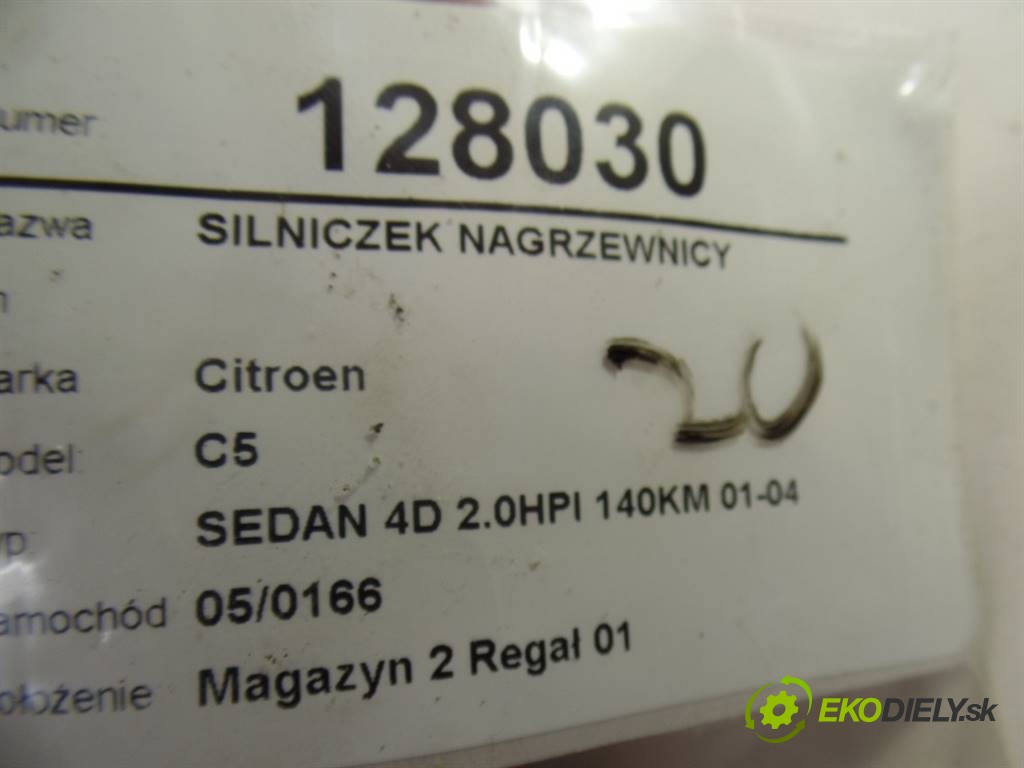 umer 128030
azwa SILNICZEK NAGRZEWNICY
arka Citroen
odel: C5
yp: SEDAN 4D 2.0HPI 140KM 01-04
amochód 05/0166
ołożenie Magazyn 2 Regał 01
20
EKODIELY.sk